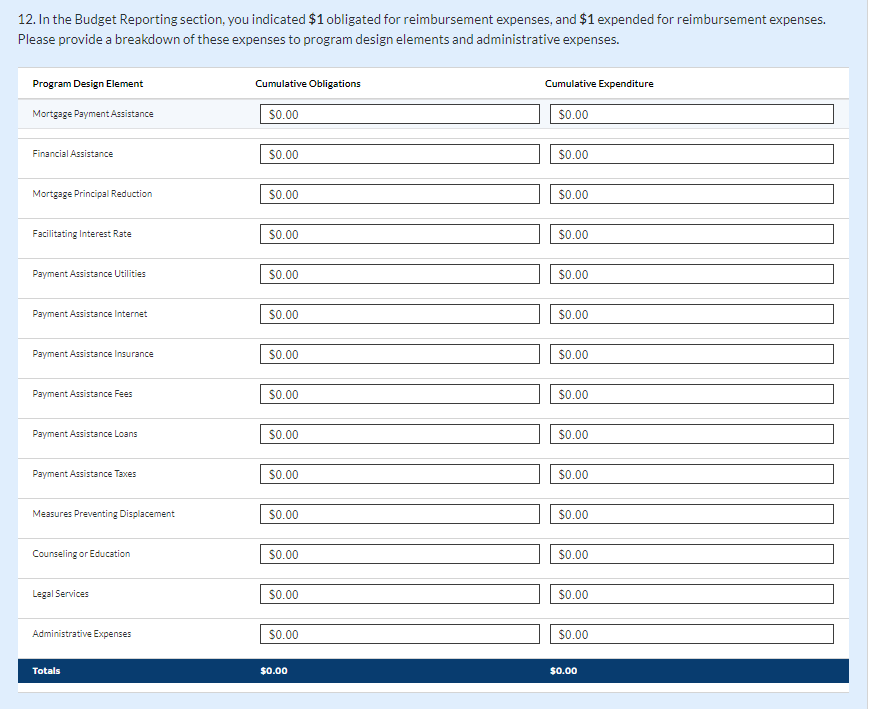 12. In the Budget Reporting section, you indicated $1 obligated for reimbursement expenses, and $1 expended for reimbursement expenses.
Please provide a breakdown of these expenses to program design elements and administrative expenses.
Program Design Element Cumulative Obligations Cumulative Expenditure
Mortgage Payment Assistance $0.00 $0.00
Financial Assistance $0.00 $0.00
Mortgage Principal Reduction $0.00 $0.00
Facilitating Interest Rate $0.00 $0.00
Payment Assistance Utilities $0.00 $0.00
Payment Assistance Internet $0.00 $0.00
Payment Assistance Insurance $0.00 $0.00
Payment Assistance Fees $0.00 $0.00
Payment Assistance Loans $0.00 $0.00
Payment Assistance Taxes $0.00 $0.00
Measures Preventing Displacement $0.00 $0.00
Counseling or Education $0.00 $0.00
Legal Services $0.00 $0.00
Administrative Expenses $0.00 $0.00
Totals $0.00 $0.00